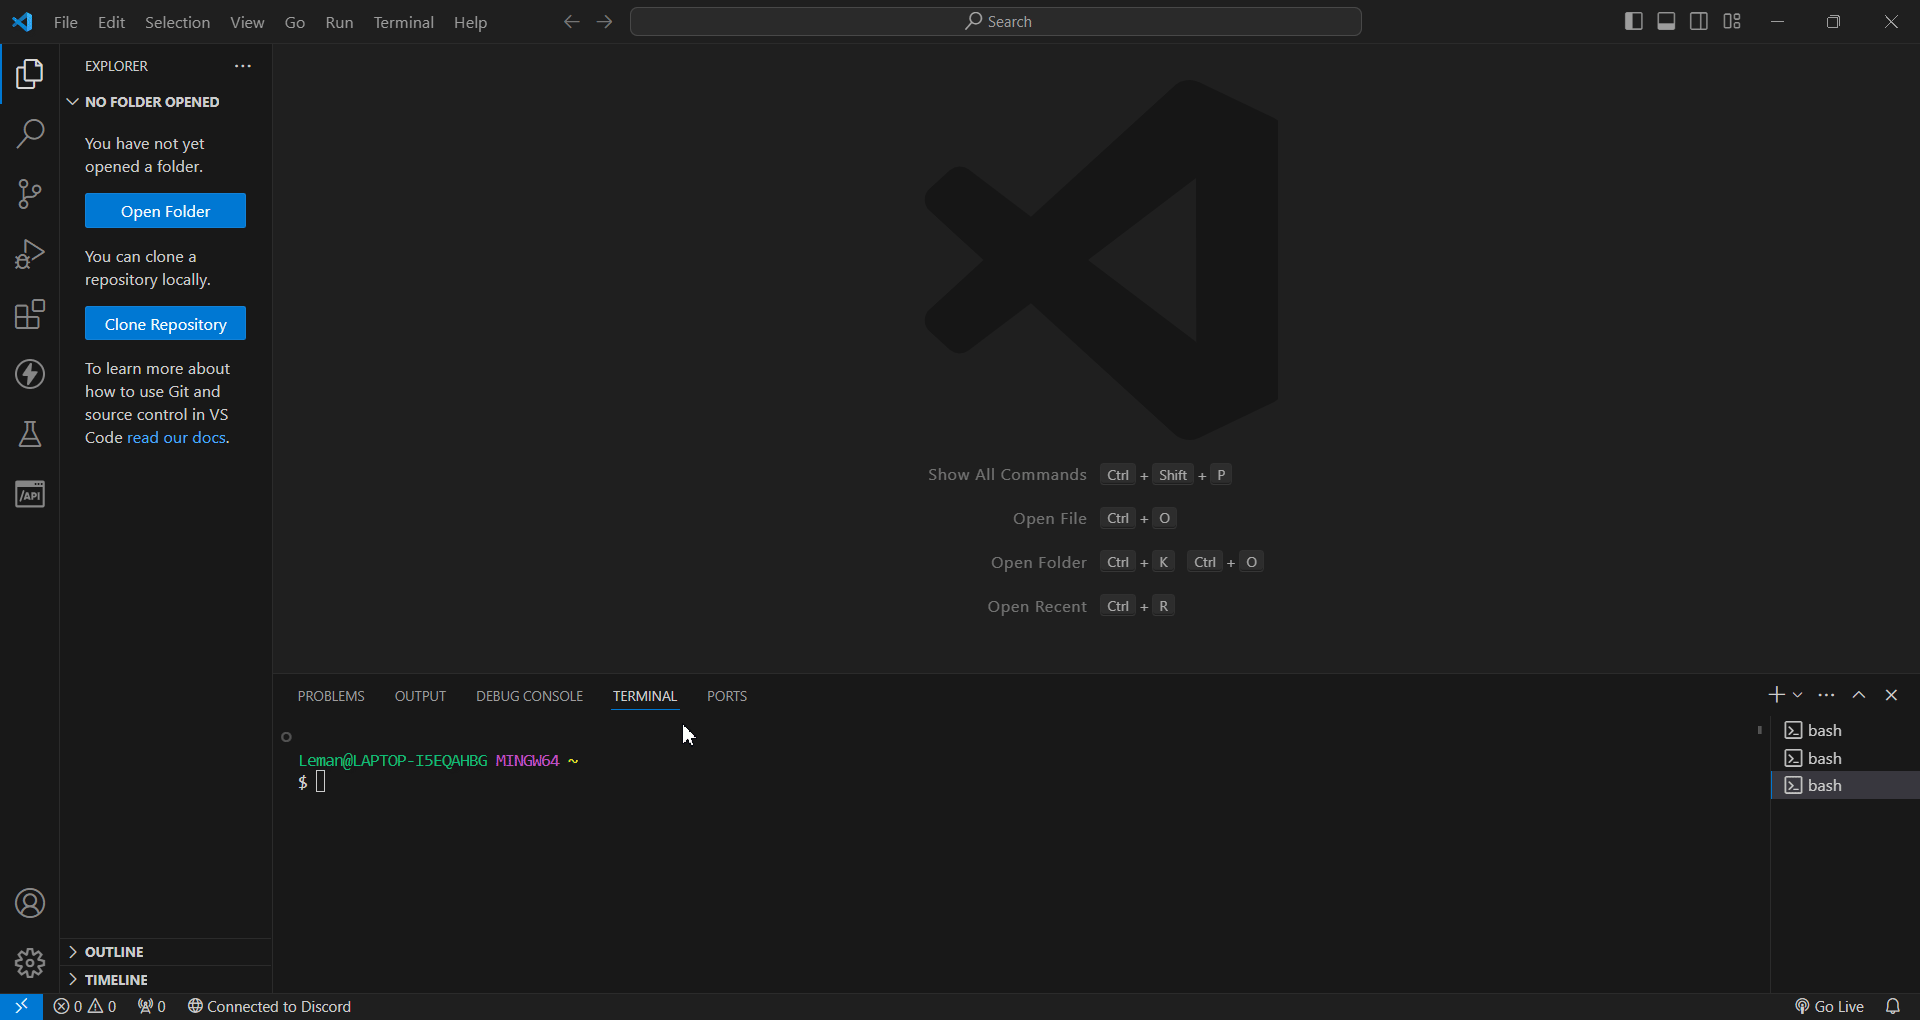 File Edit Selection View Go Run Terminal Help
Search
EXPLORER
NO FOLDER OPENED
You have not yet
opened a folder.
Open Folder
You can clone a
repository locally.
Clone Repository
To learn more about
how to use Git and
source control in VS
Code read our docs.
/API
OUTLINE
TIMELINE
Show All Commands Ctrl + Shift + P
Open File Ctrl + O
Open Folder Ctrl + K Ctrl + O
Open Recent Ctrl + R
PROBLEMS OUTPUT DEBUG CONSOLE TERMINAL PORTS
Leman@LAPTOP-I5EQAHBG MINGW64 ~
$
bash
bash
bash
0 0 0 Connected to Discord
Go Live